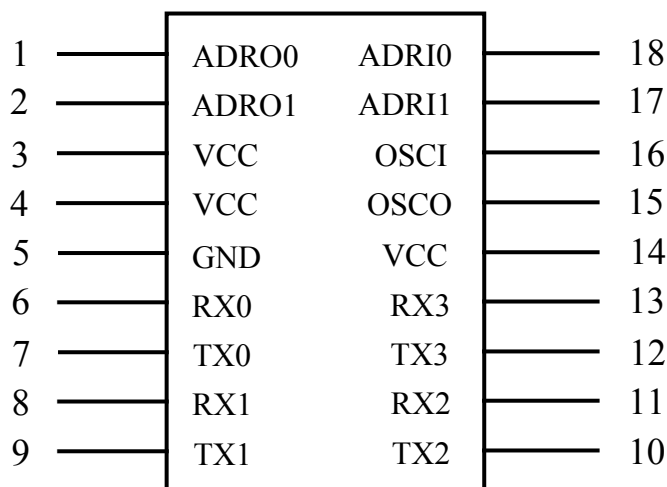 1 ADRO0 ADRI0 18
2 ADRO1 ADRI1 17
3 VCC OSCI 16
4 VCC OSCO 15
5 GND VCC 14
6 RX0 RX3 13
7 TX0 TX3 12
8 RX1 RX2 11
9 TX1 TX2 10